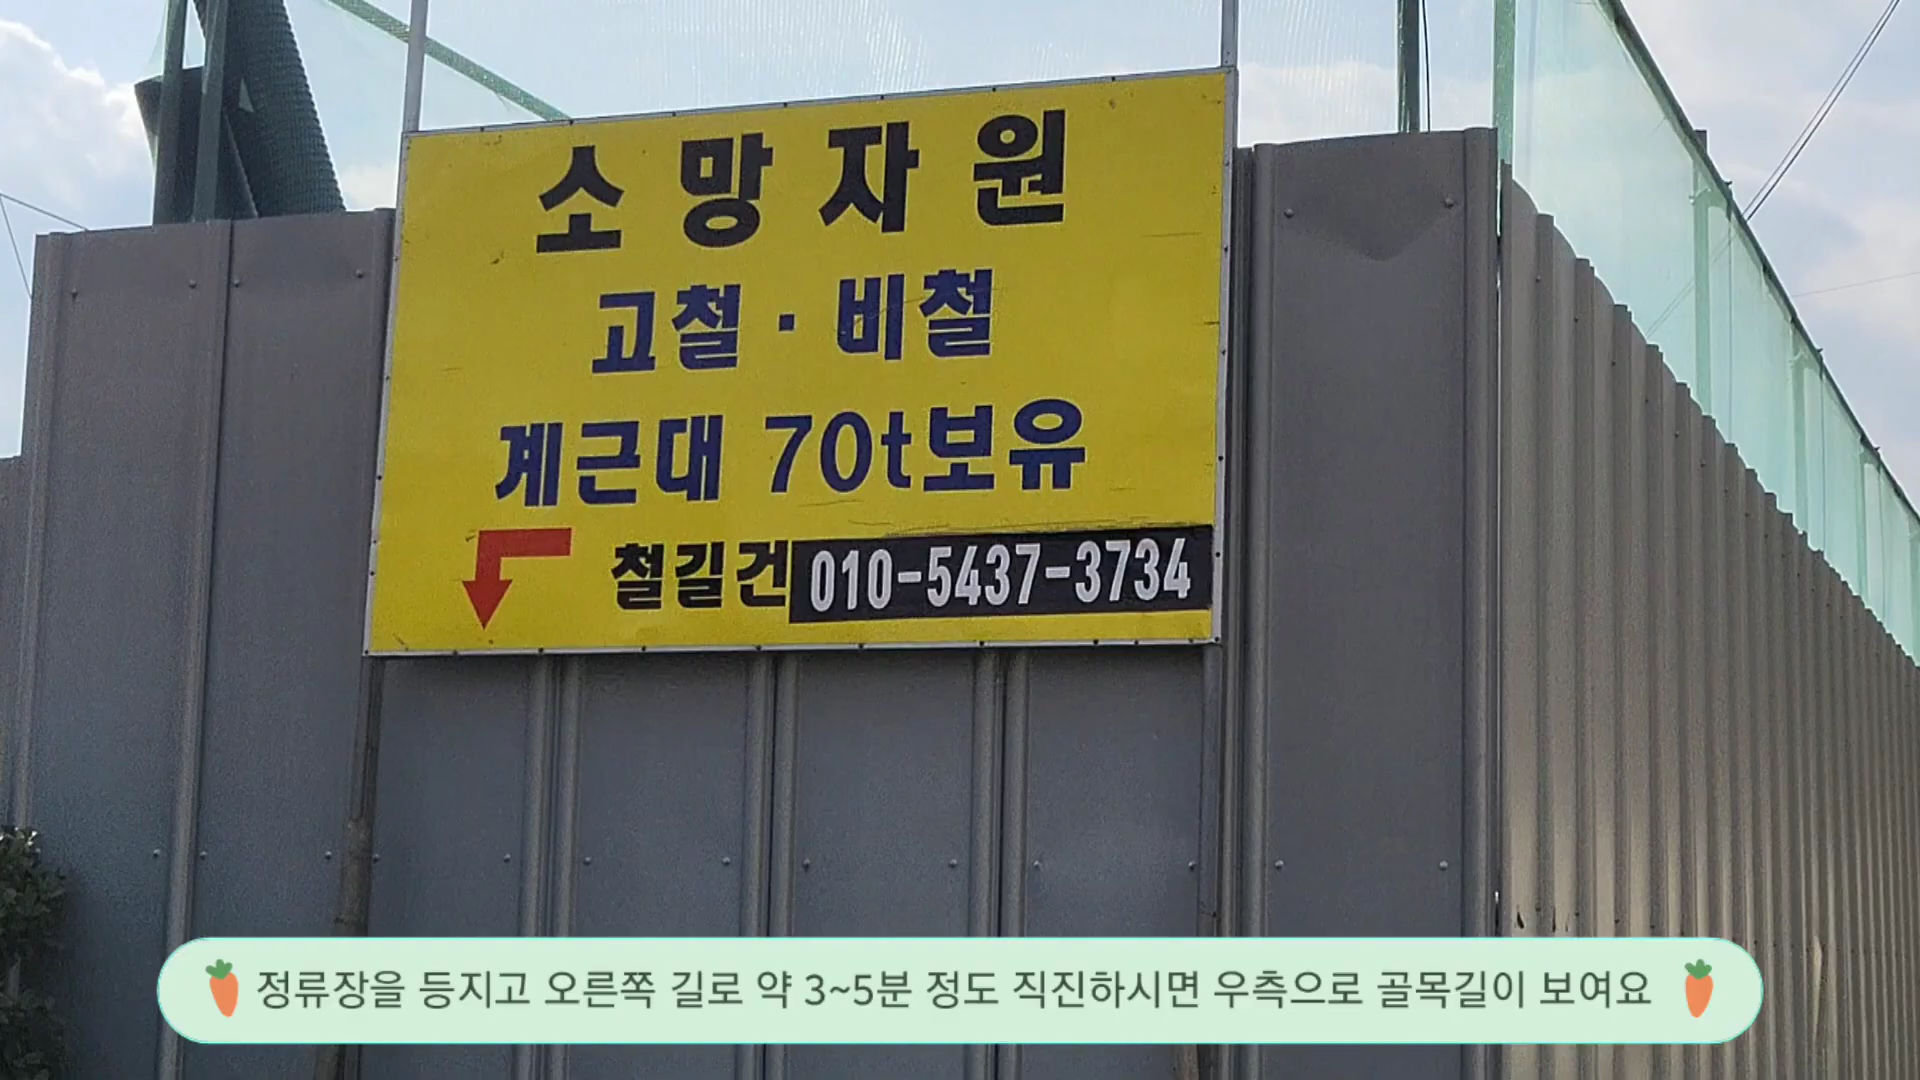 소망자원
고철·비철
계근대 70t보유
철길건 010-5437-3734
정류장을 등지고 오른쪽 길로 약 3~5분 정도 직진하시면 우측으로 골목길이 보여요